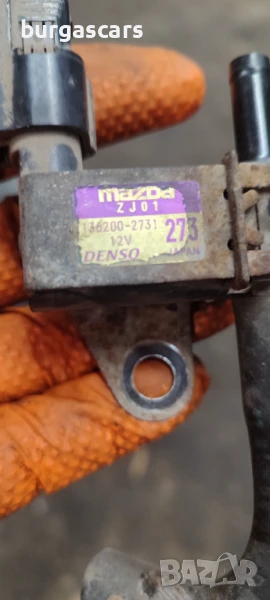 burgascars
mazda
ZJ01
136200-2731
273
12V
DENSO
JAPAN
BAZAR